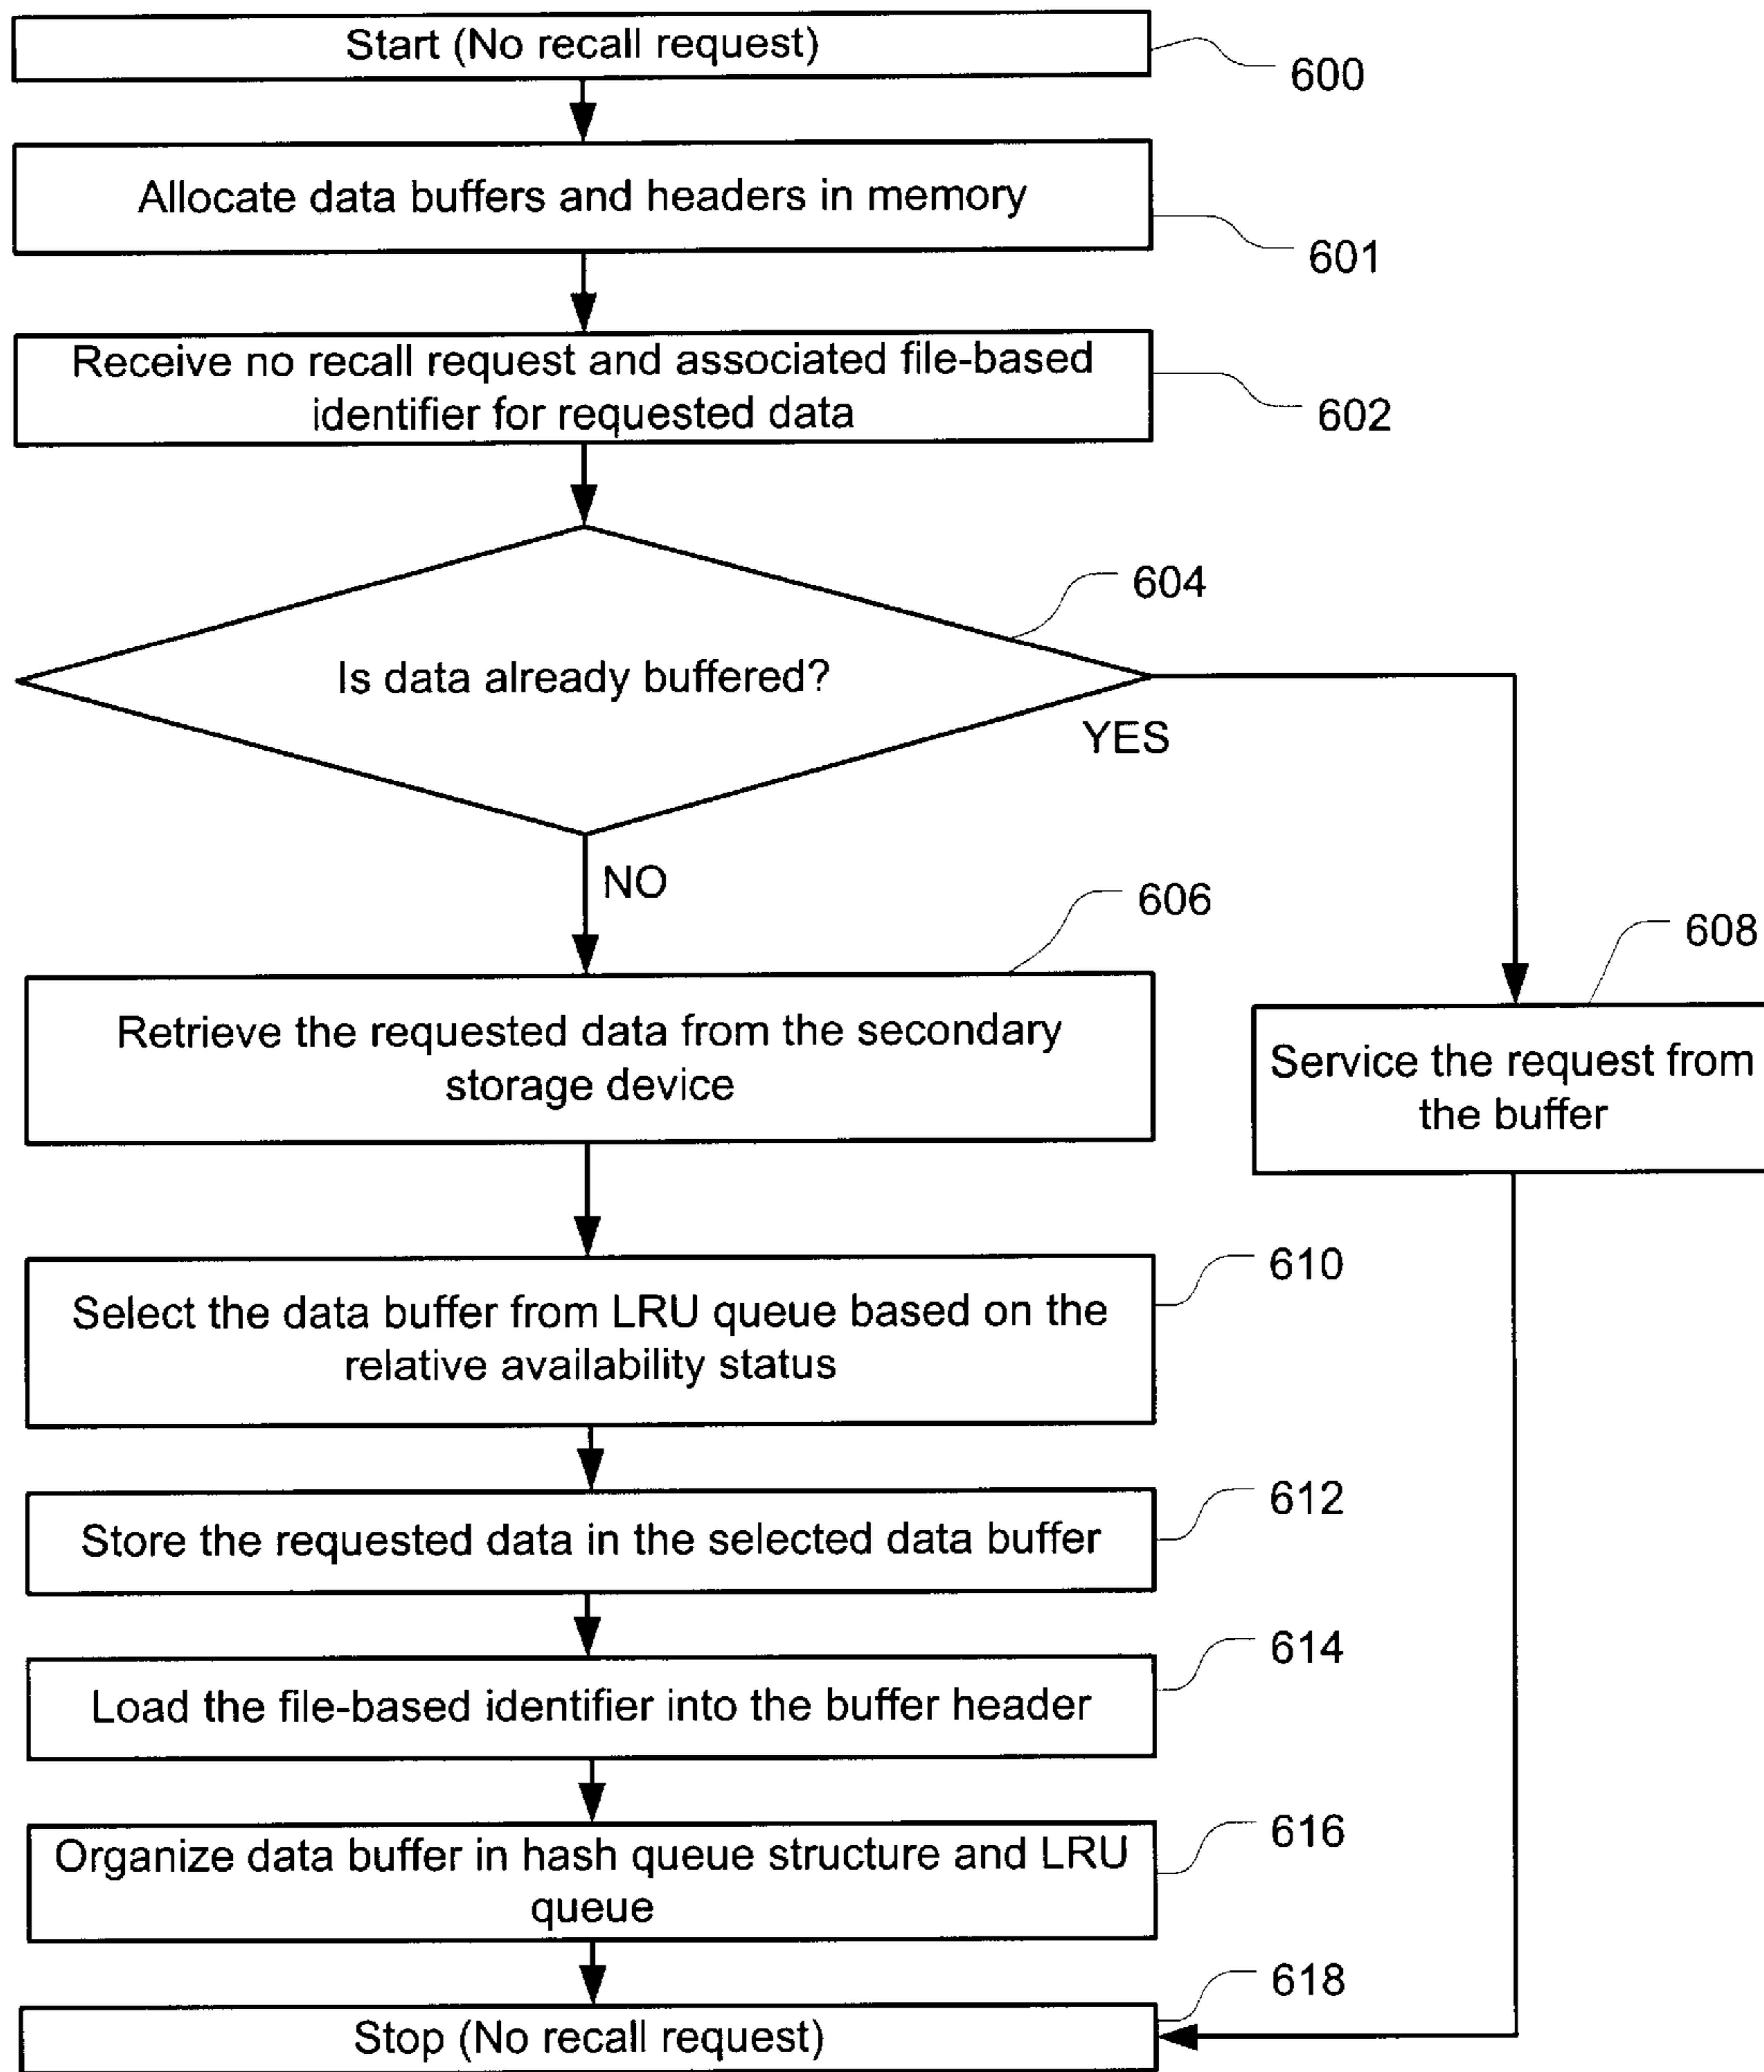 Start (No recall request)
600
Allocate data buffers and headers in memory
601
Receive no recall request and associated file-based
identifier for requested data
602
604
Is data already buffered?
YES
NO
606
608
Retrieve the requested data from the secondary
storage device
Service the request from
the buffer
610
Select the data buffer from LRU queue based on the
relative availability status
612
Store the requested data in the selected data buffer
614
Load the file-based identifier into the buffer header
616
Organize data buffer in hash queue structure and LRU
queue
618
Stop (No recall request)